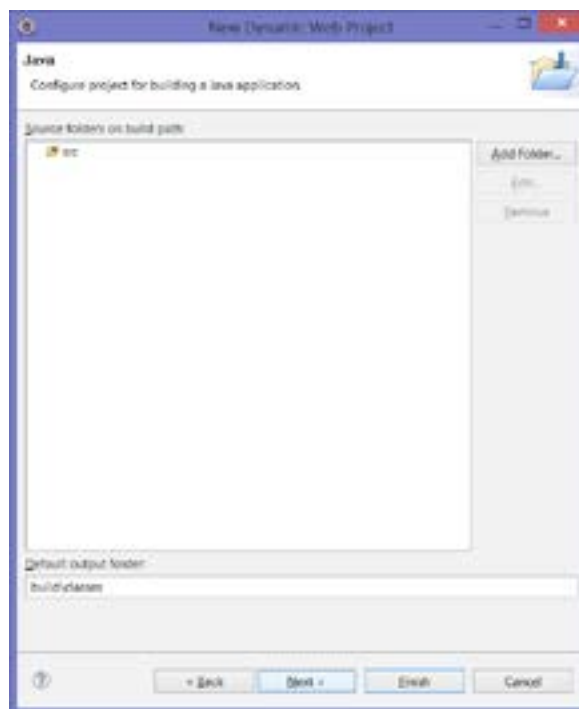 New Dynamic Web Project
Java
Configure project for building a Java application.
Source folders on build path:
src
Add Folder...
Edit...
Remove
Default output folder:
build\classes
< Back
Next >
Finish
Cancel